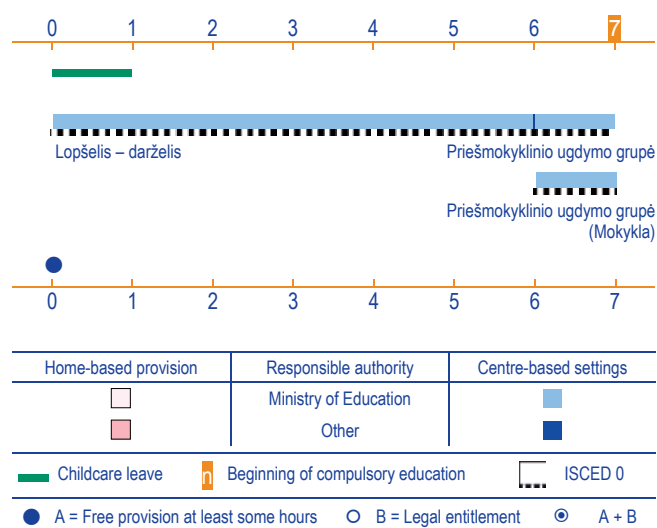 0 1 2 3 4 5 6 7
Lopšelis – darželis Priešmokyklinio ugdymo grupė
Priešmokyklinio ugdymo grupė
(Mokykla)
0 1 2 3 4 5 6 7
Home-based provision Responsible authority Centre-based settings
Ministry of Education
Other
Childcare leave n Beginning of compulsory education ISCED 0
A = Free provision at least some hours B = Legal entitlement A + B